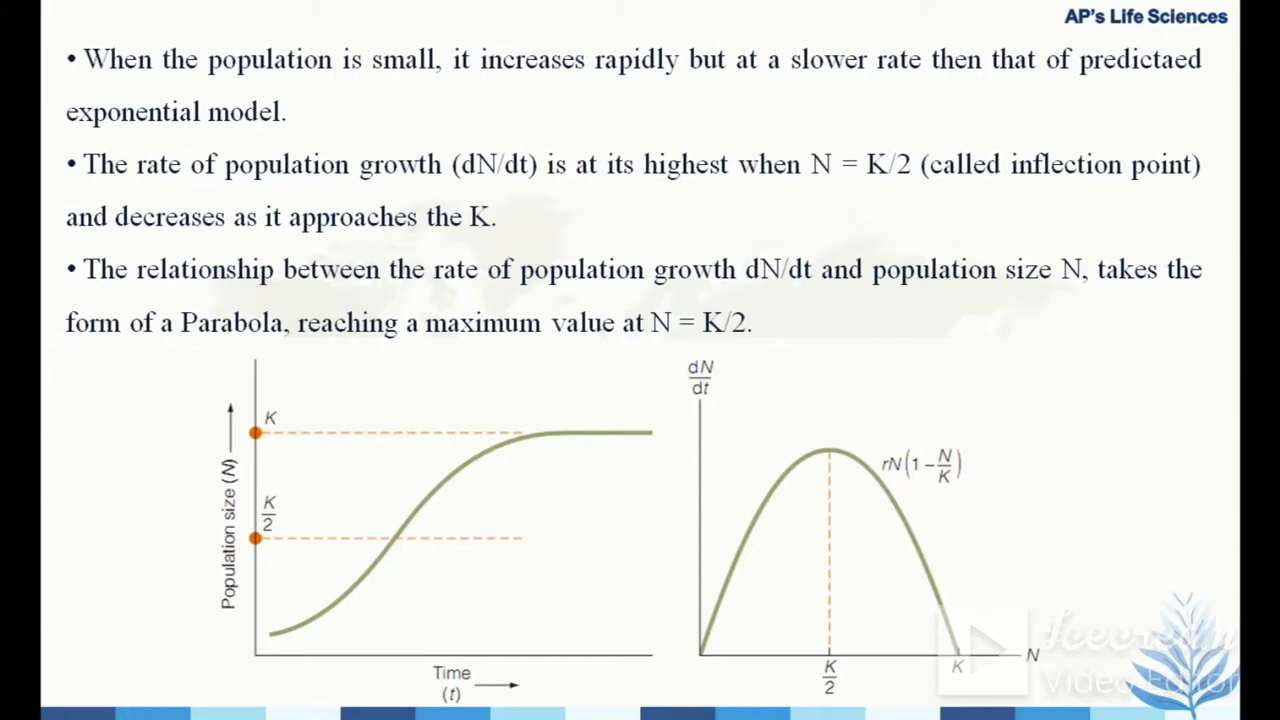 AP's Life Sciences
• When the population is small, it increases rapidly but at a slower rate then that of predictaed
exponential model.
• The rate of population growth (dN/dt) is at its highest when N = K/2 (called inflection point)
and decreases as it approaches the K.
• The relationship between the rate of population growth dN/dt and population size N, takes the
form of a Parabola, reaching a maximum value at N = K/2.
K
K/2
Population size (N)
Time
(t)
dN/dt
rN(1-N/K)
K/2
K
N
Video Editor